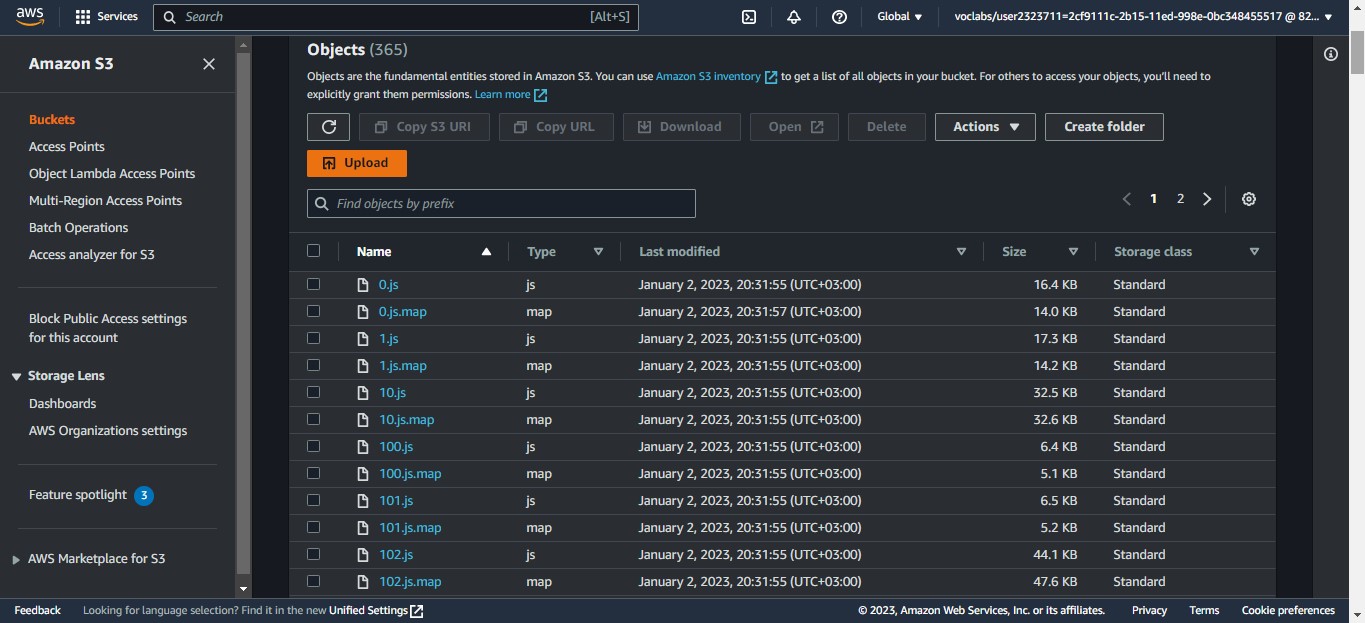 aws Services Search [Alt+S] Global voclabs/user2323711=2cf9111c-2b15-11ed-998e-0bc348455517 @ 82...
Amazon S3
Buckets
Access Points
Object Lambda Access Points
Multi-Region Access Points
Batch Operations
Access analyzer for S3
Block Public Access settings
for this account
Storage Lens
Dashboards
AWS Organizations settings
Feature spotlight 3
AWS Marketplace for S3
Objects (365)
Objects are the fundamental entities stored in Amazon S3. You can use Amazon S3 inventory to get a list of all objects in your bucket. For others to access your objects, you'll need to
explicitly grant them permissions. Learn more
Copy S3 URI Copy URL Download Open Delete Actions Create folder
Upload
Find objects by prefix 1 2
Name Type Last modified Size Storage class
0.js js January 2, 2023, 20:31:55 (UTC+03:00) 16.4 KB Standard
0.js.map map January 2, 2023, 20:31:57 (UTC+03:00) 14.0 KB Standard
1.js js January 2, 2023, 20:31:55 (UTC+03:00) 17.3 KB Standard
1.js.map map January 2, 2023, 20:31:55 (UTC+03:00) 14.2 KB Standard
10.js js January 2, 2023, 20:31:55 (UTC+03:00) 32.5 KB Standard
10.js.map map January 2, 2023, 20:31:55 (UTC+03:00) 32.6 KB Standard
100.js js January 2, 2023, 20:31:55 (UTC+03:00) 6.4 KB Standard
100.js.map map January 2, 2023, 20:31:55 (UTC+03:00) 5.1 KB Standard
101.js js January 2, 2023, 20:31:55 (UTC+03:00) 6.5 KB Standard
101.js.map map January 2, 2023, 20:31:55 (UTC+03:00) 5.2 KB Standard
102.js js January 2, 2023, 20:31:55 (UTC+03:00) 44.1 KB Standard
102.js.map map January 2, 2023, 20:31:55 (UTC+03:00) 47.6 KB Standard
Feedback Looking for language selection? Find it in the new Unified Settings © 2023, Amazon Web Services, Inc. or its affiliates. Privacy Terms Cookie preferences